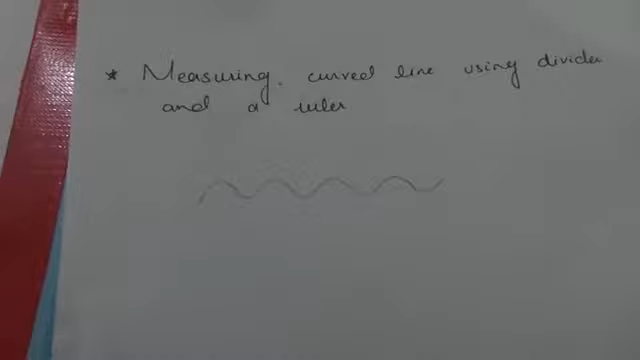 * Measuring. curved line using divider
and a ruler